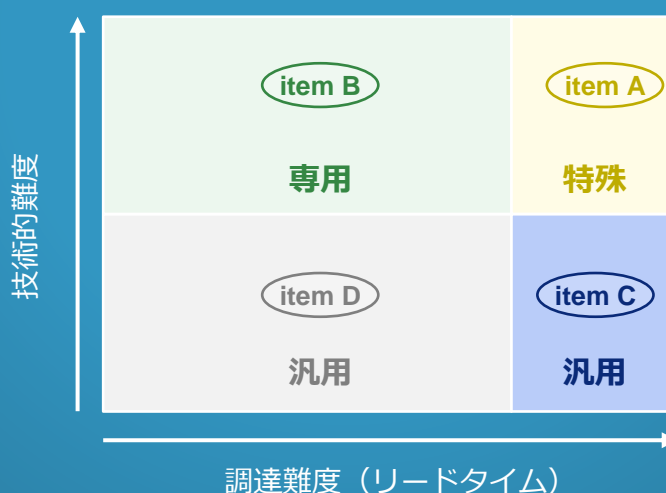 技術的難度
item B
専用
item A
特殊
item D
汎用
item C
汎用
調達難度（リードタイム）